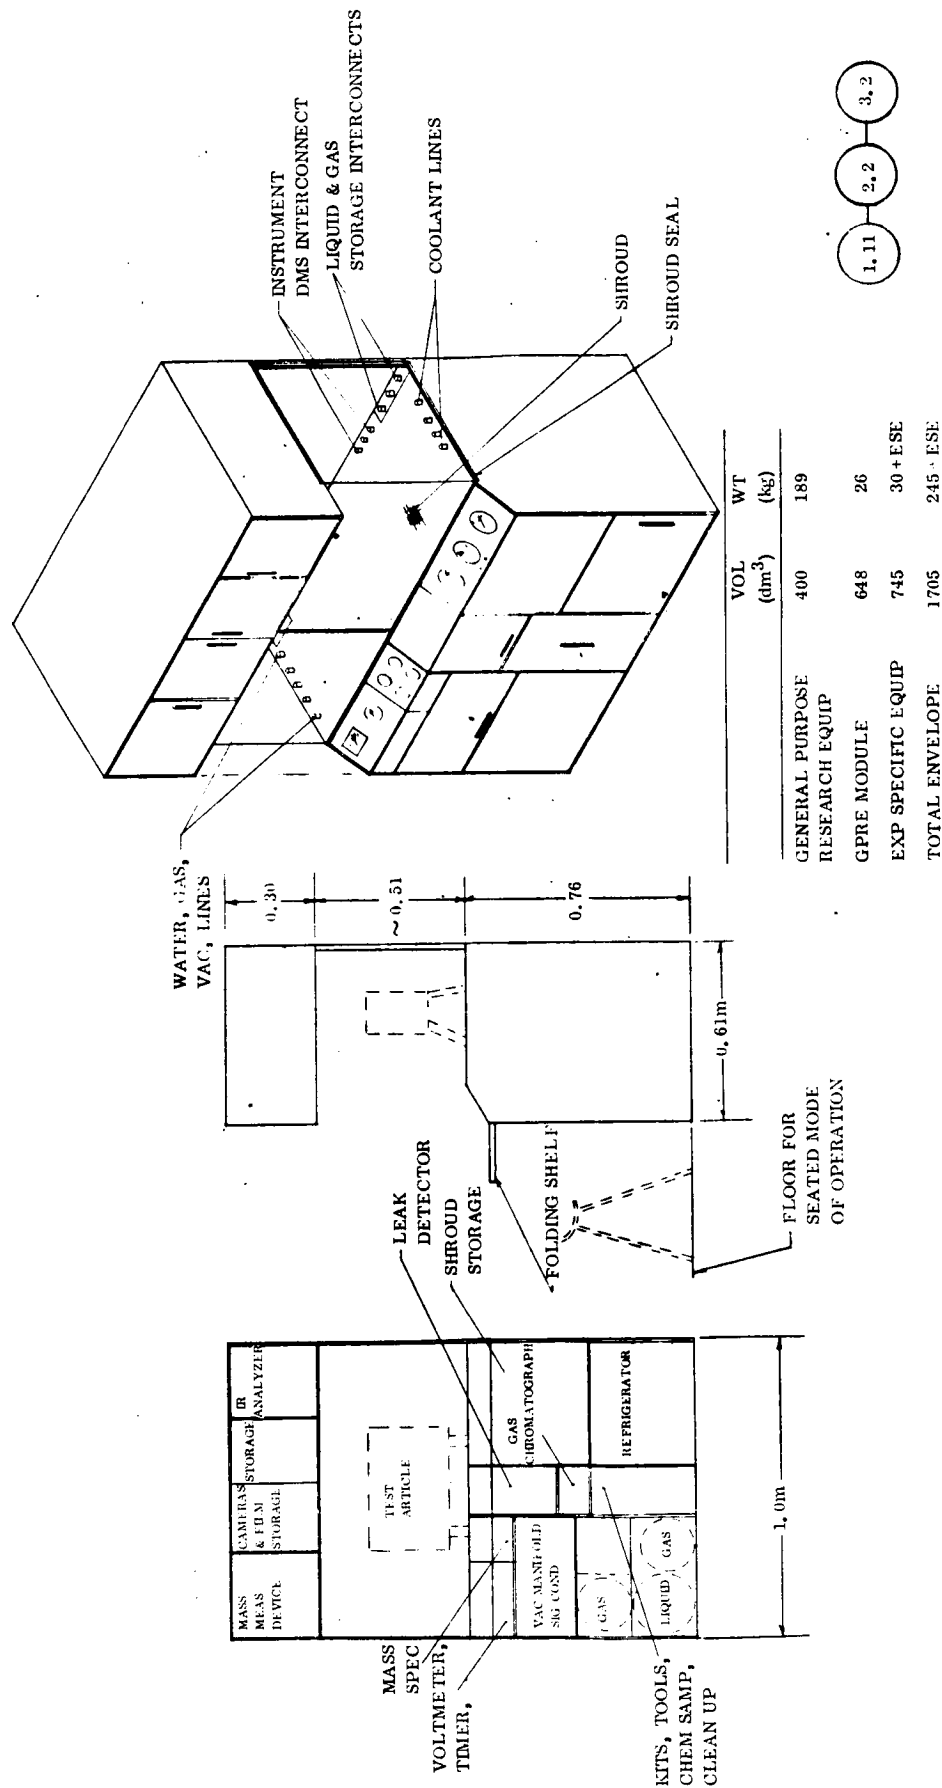 MASS
MEAS
DEVICE
CAMERAS
& FILM
STORAGE
STORAGE
IR
ANALYZER
TEST
ARTICLE
MASS
SPEC
VOLTMETER,
TIMER,
VAC MANIFOLD
SIG COND
GAS
LIQUID
GAS
GAS
CHROMATOGRAPH
REFRIGERATOR
KITS, TOOLS,
CHEM SAMP,
CLEAN UP
1.0m
LEAK
DETECTOR
SHROUD
STORAGE
FOLDING SHELF
FLOOR FOR
SEATED MODE
OF OPERATION
0.30
~0.51
0.76
0.61m
WATER, GAS,
VAC, LINES
INSTRUMENT
DMS INTERCONNECT
LIQUID & GAS
STORAGE INTERCONNECTS
COOLANT LINES
SHROUD
SHROUD SEAL
VOL WT
(dm³) (kg)
GENERAL PURPOSE 400 189
RESEARCH EQUIP
GPRE MODULE 648 26
EXP SPECIFIC EQUIP 745 30+ESE
TOTAL ENVELOPE 1705 245+ESE
1.11 2.2 3.2